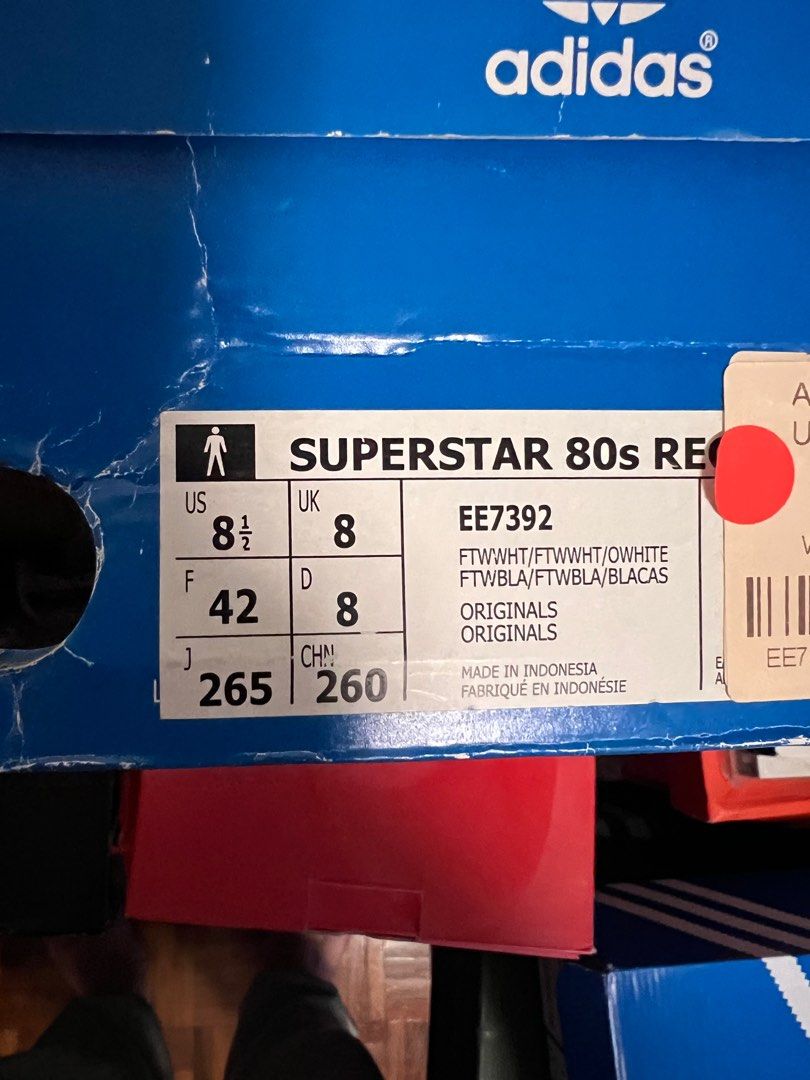 adidas®
SUPERSTAR 80s REC
US
8½
UK
8
F
42
D
8
J
265
CHN
260
EE7392
FTWWHT/FTWWHT/OWHITE
FTWBLA/FTWBLA/BLACAS
ORIGINALS
ORIGINALS
MADE IN INDONESIA
FABRIQUÉ EN INDONÉSIE
A
U
EE7